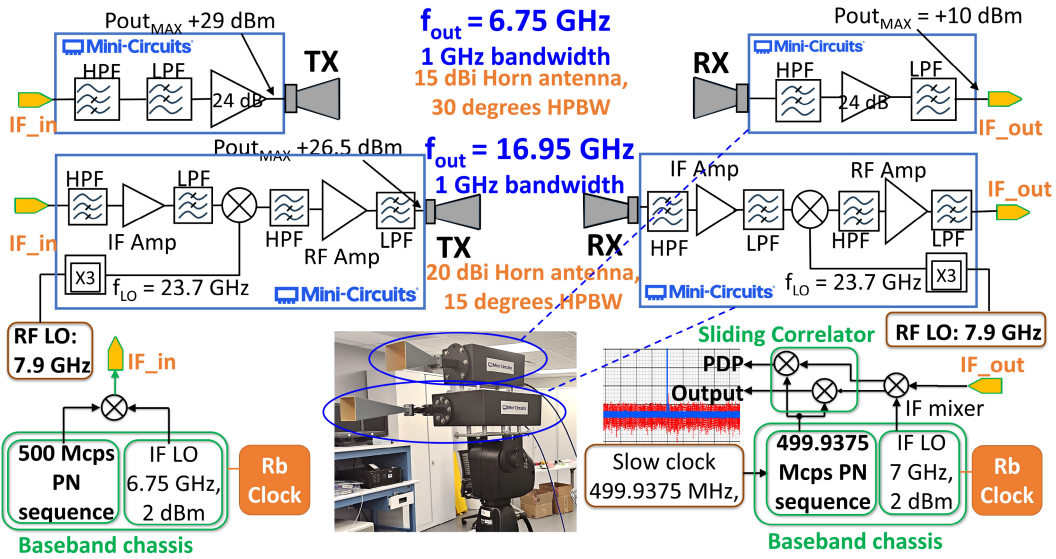 Pout_MAX +29 dBm
Mini-Circuits®
HPF
LPF
24 dB
IF_in
TX
f_out = 6.75 GHz
1 GHz bandwidth
15 dBi Horn antenna,
30 degrees HPBW
Pout_MAX = +10 dBm
Mini-Circuits®
RX
HPF
24 dB
LPF
IF_out
Pout_MAX +26.5 dBm
HPF
LPF
IF Amp
HPF
RF Amp
LPF
IF_in
X3
f_LO = 23.7 GHz
Mini-Circuits®
TX
f_out = 16.95 GHz
1 GHz bandwidth
20 dBi Horn antenna,
15 degrees HPBW
RX
IF Amp
RF Amp
HPF
LPF
HPF
LPF
IF_out
X3
f_LO = 23.7 GHz
Mini-Circuits®
RF LO:
7.9 GHz
IF_in
500 Mcps
PN
sequence
IF LO
6.75 GHz,
2 dBm
Rb
Clock
Baseband chassis
Mini-Circuits
Mini-Circuits
RF LO: 7.9 GHz
Sliding Correlator
PDP
Output
IF_out
IF mixer
Slow clock
499.9375 MHz,
499.9375
Mcps PN
sequence
IF LO
7 GHz,
2 dBm
Rb
Clock
Baseband chassis